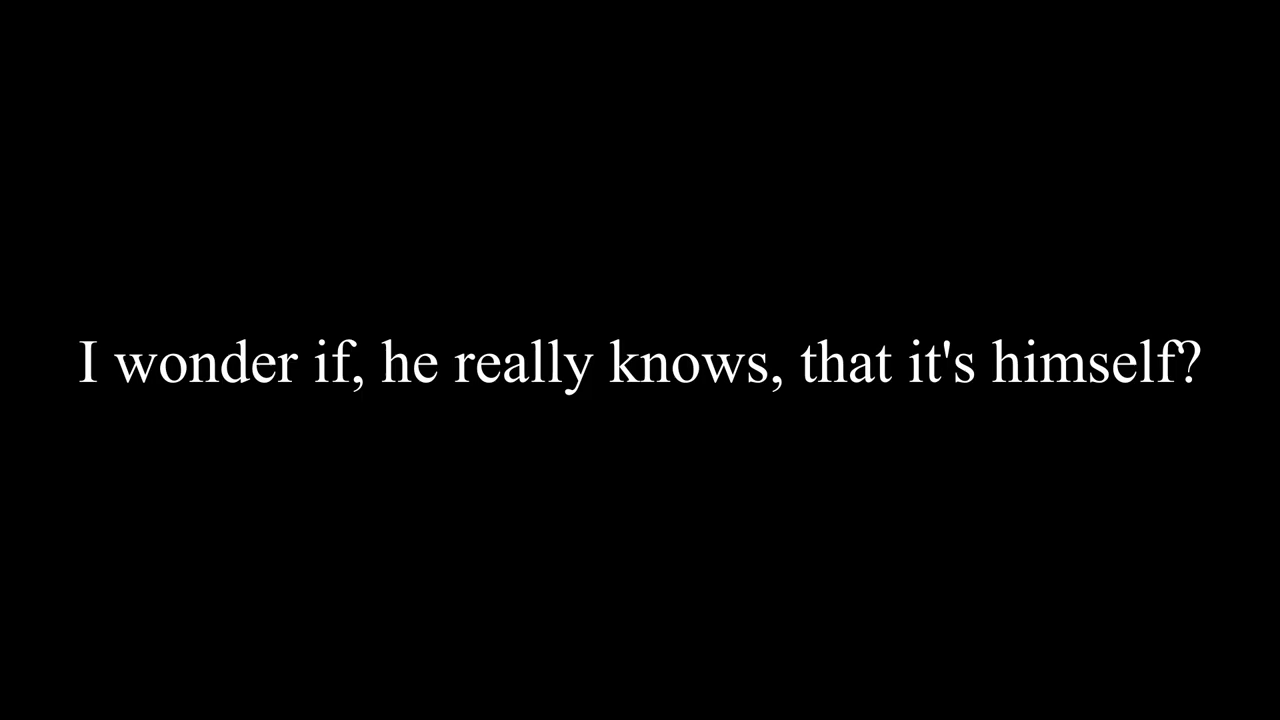 I wonder if, he really knows, that it's himself?